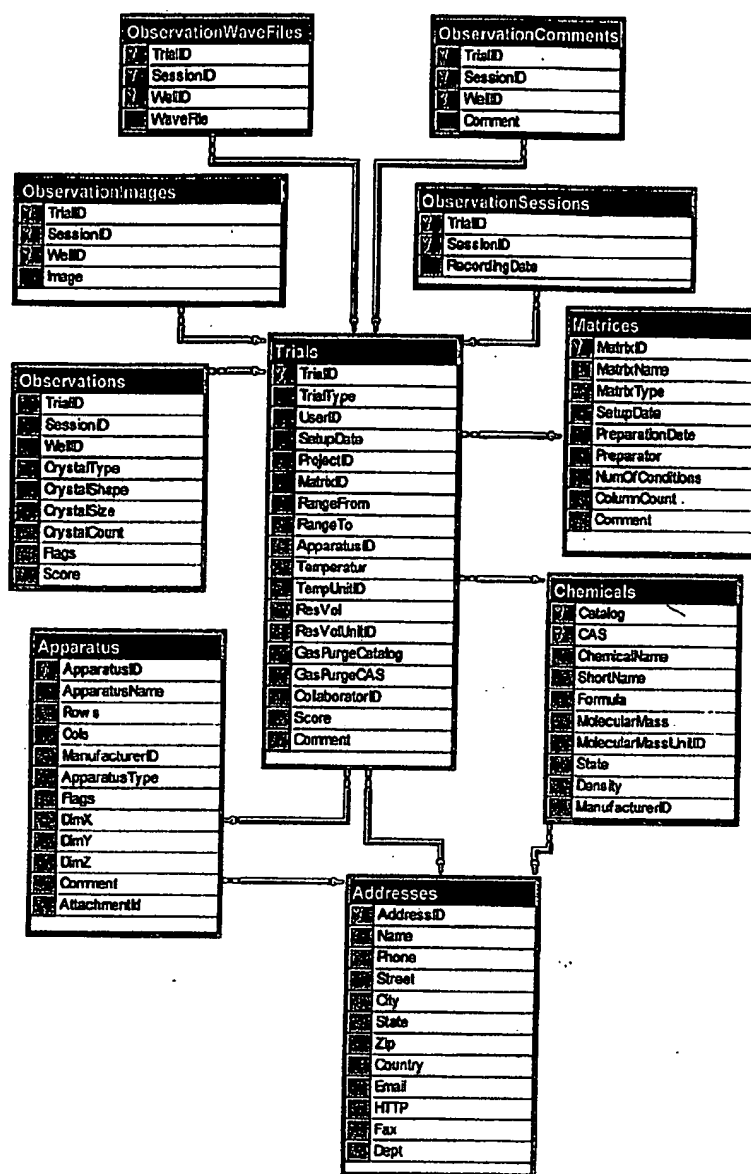 ObservationWaveFiles
TrialID
SessionID
WellID
WaveFile
ObservationComments
TrialID
SessionID
WellID
Comment
ObservationImages
TrialID
SessionID
WellID
Image
ObservationSessions
TrialID
SessionID
RecordingDate
Observations
TrialID
SessionID
WellID
CrystalType
CrystalShape
CrystalSize
CrystalCount
Flags
Score
Trials
TrialID
TrialType
UserID
SetupDate
ProjectID
MatrixID
RangeFrom
RangeTo
ApparatusID
Temperatur
TempUnitID
ResVol
ResVolUnitID
GasPurgeCatalog
GasPurgeCAS
CollaboratorID
Score
Comment
Matrices
MatrixID
MatrixName
MatrixType
SetupDate
PreparationDate
Preparator
NumOfConditions
ColumnCount
Comment
Apparatus
ApparatusID
ApparatusName
Rows
Cols
ManufacturerID
ApparatusType
Flags
DimX
DimY
DimZ
Comment
AttachmentId
Chemicals
Catalog
CAS
ChemicalName
ShortName
Formula
MolecularMass
MolecularMassUnitID
State
Density
ManufacturerID
Addresses
AddressID
Name
Phone
Street
City
State
Zip
Country
Email
HTTP
Fax
Dept